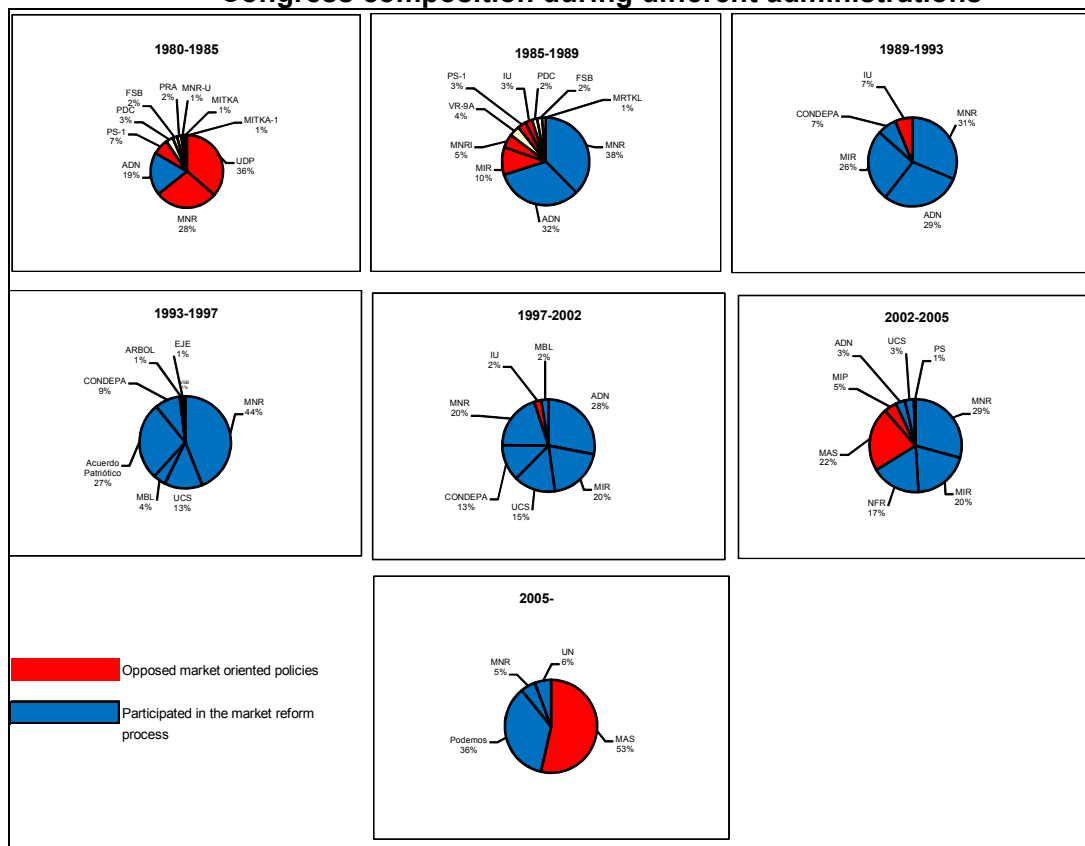 Congress composition during different administrations
1980-1985
PRA
2%
MNR-U
1%
FSB
2%
MITKA
1%
PDC
3%
MITKA-1
1%
PS-1
7%
UDP
36%
ADN
19%
MNR
28%
1985-1989
PS-1
3%
IU
3%
PDC
2%
FSB
2%
VR-9A
4%
MRTKL
1%
MNRI
5%
MNR
38%
MIR
10%
ADN
32%
1989-1993
IU
7%
CONDEPA
7%
MNR
31%
MIR
26%
ADN
29%
1993-1997
ARBOL
1%
EJE
1%
CONDEPA
9%
MNR
44%
Acuerdo
Patriótico
27%
MBL
4%
UCS
13%
1997-2002
IU
2%
MBL
2%
MNR
20%
ADN
28%
CONDEPA
13%
UCS
15%
MIR
20%
2002-2005
ADN
3%
UCS
3%
PS
1%
MIP
5%
MNR
29%
MAS
22%
NFR
17%
MIR
20%
2005-
MNR
5%
UN
6%
Podemos
36%
MAS
53%
Opposed market oriented policies
Participated in the market reform
process